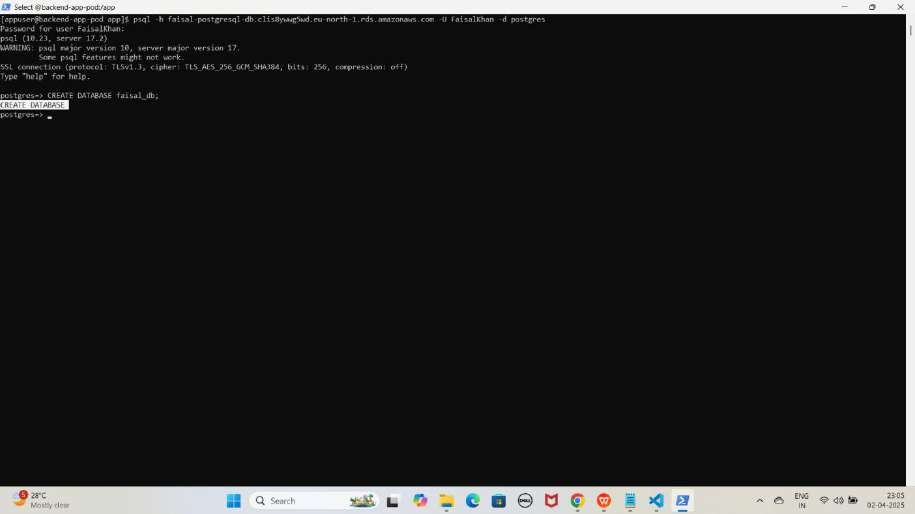 Select @backend-app-pod:/app
[appuser@backend-app-pod app]$ psql -h faisal-postgresql-db.clis8ywwg5wd.eu-north-1.rds.amazonaws.com -U FaisalKhan -d postgres
Password for user FaisalKhan:
psql (10.23, server 17.2)
WARNING: psql major version 10, server major version 17.
Some psql features might not work.
SSL connection (protocol: TLSv1.3, cipher: TLS_AES_256_GCM_SHA384, bits: 256, compression: off)
Type "help" for help.
postgres=> CREATE DATABASE faisal_db;
CREATE DATABASE
postgres=>
5
28°C
Mostly clear
Search
DELL
ENG
IN
23:05
02-04-2025